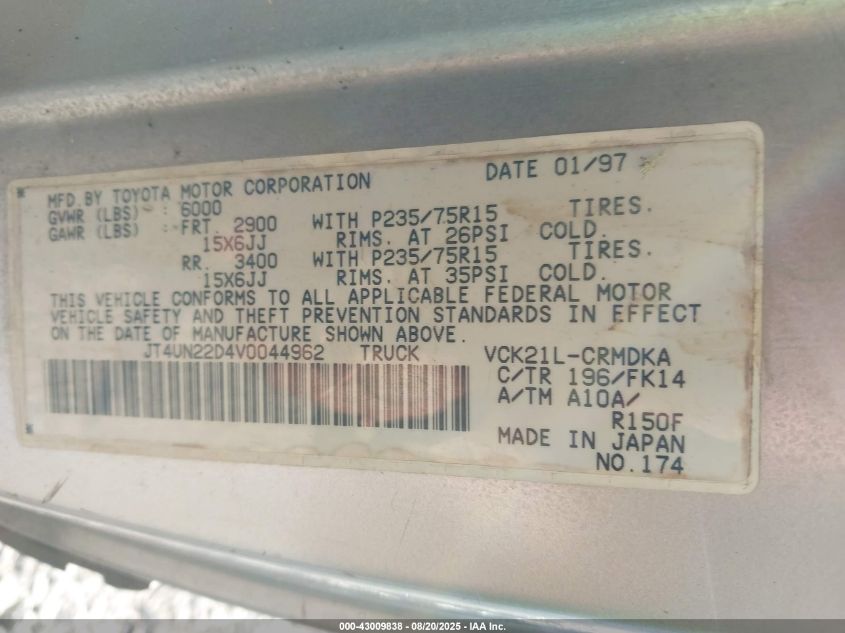 MFD.BY TOYOTA MOTOR CORPORATION DATE 01/97
GVWR (LBS) : 6000
GAWR (LBS) : FRT. 2900 WITH P235/75R15 TIRES.
15X6JJ RIMS. AT 26PSI COLD.
RR. 3400 WITH P235/75R15 TIRES.
15X6JJ RIMS. AT 35PSI COLD.
THIS VEHICLE CONFORMS TO ALL APPLICABLE FEDERAL MOTOR
VEHICLE SAFETY AND THEFT PREVENTION STANDARDS IN EFFECT
ON THE DATE OF MANUFACTURE SHOWN ABOVE.
JT4UN22D4V0044962 TRUCK VCK21L-CRMDKA
C/TR 196/FK14
A/TM A10A/
R150F
MADE IN JAPAN
NO.174
000-43009838 - 08/20/2025 - IAA Inc.